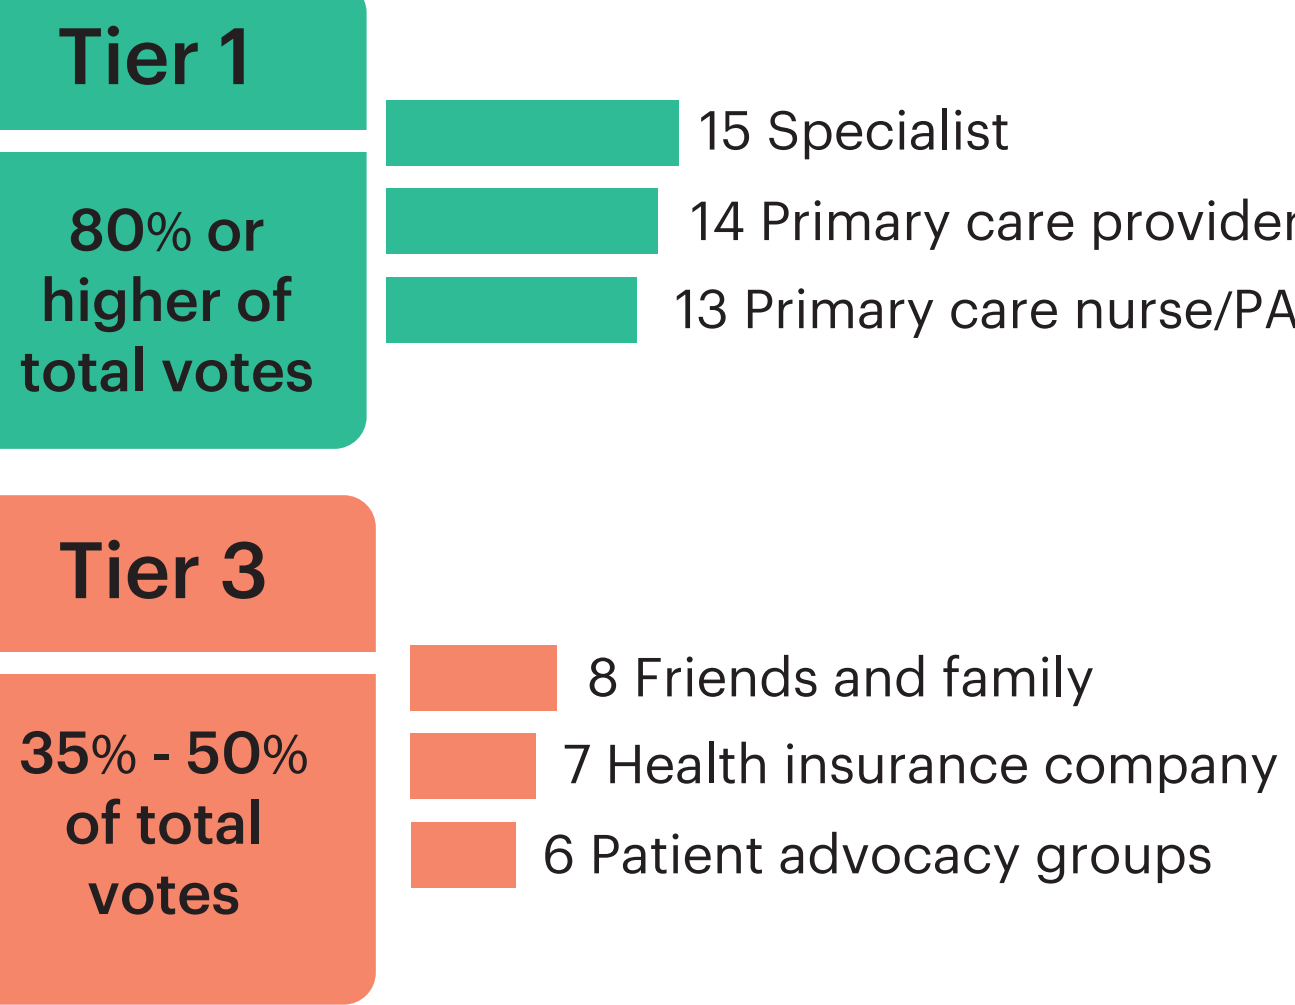 Tier 1
80% or
higher of
total votes
15 Specialist
14 Primary care provider
13 Primary care nurse/PA
Tier 3
35% - 50%
of total
votes
8 Friends and family
7 Health insurance company
6 Patient advocacy groups